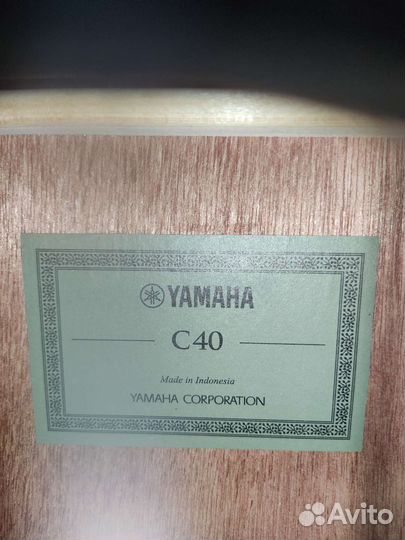 YAMAHA
C40
Made in Indonesia
YAMAHA CORPORATION
Avito